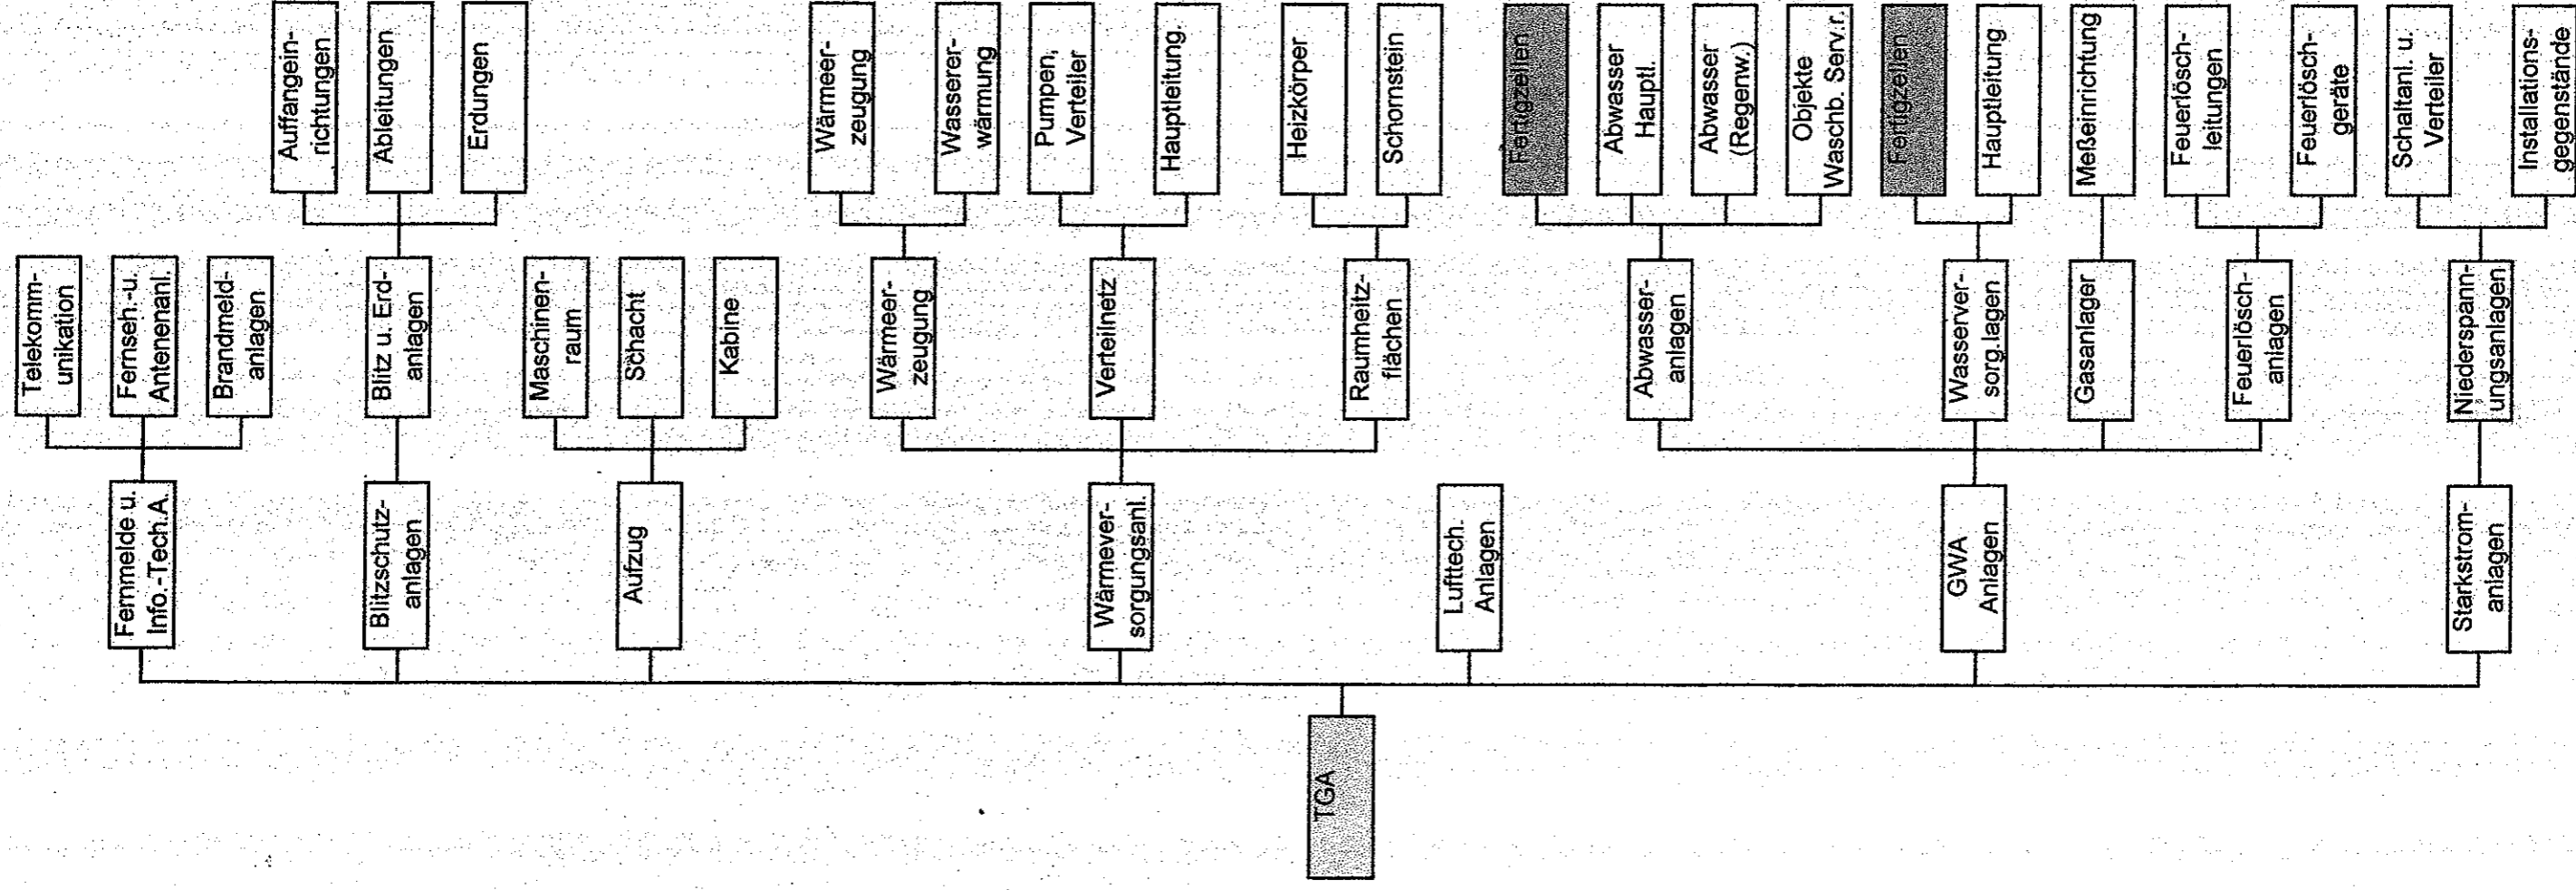 TGA
Fernmelde u.
Info.-Tech.A.
Blitzschutz-
anlagen
Aufzug
Wärmever-
sorgungsanl.
Lufttech.
Anlagen
GWA
Anlagen
Starkstrom-
anlagen
Telekomm-
unikation
Fernseh.-u.
Antenenanl.
Brandmeld-
anlagen
Blitz u. Erd-
anlagen
Maschinen-
raum
Schacht
Kabine
Wärmeer-
zeugung
Verteilnetz
Raumheitz-
flächen
Abwasser-
anlagen
Wasserver-
sorg.lagen
Gasanlager
Feuerlösch-
anlagen
Niederspann-
ungsanlagen
Auffangein-
richtungen
Ableitungen
Erdungen
Wärmeer-
zeugung
Wasserer-
wärmung
Pumpen,
Verteiler
Hauptleitung.
Heizkörper
Schornstein
Fertigzellen
Abwasser
Hauptl.
Abwasser
(Regenw.)
Objekte
Waschb. Serv.r.
Fertigzellen
Hauptleitung
Meßeinrichtung
Feuerlösch-
leitungen
Feuerlösch-
geräte
Schaltanl. u.
Verteiler
Installations-
gegenstände